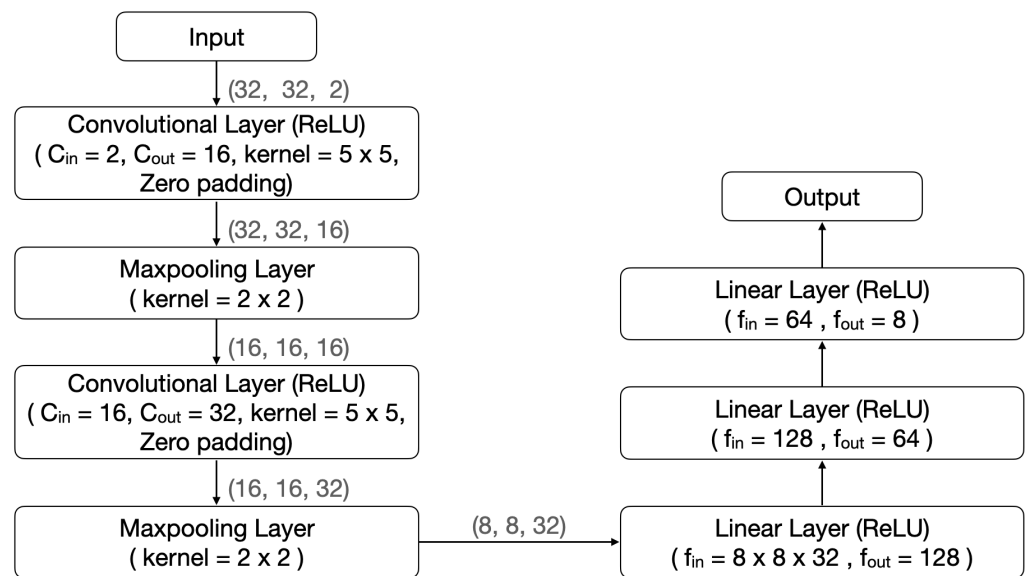 Input
(32, 32, 2)
Convolutional Layer (ReLU)
( Cin = 2, Cout = 16, kernel = 5 x 5,
Zero padding)
(32, 32, 16)
Maxpooling Layer
( kernel = 2 x 2 )
(16, 16, 16)
Convolutional Layer (ReLU)
( Cin = 16, Cout = 32, kernel = 5 x 5,
Zero padding)
(16, 16, 32)
Maxpooling Layer
( kernel = 2 x 2 )
(8, 8, 32)
Linear Layer (ReLU)
( fin = 8 x 8 x 32 , fout = 128 )
Linear Layer (ReLU)
( fin = 128 , fout = 64 )
Linear Layer (ReLU)
( fin = 64 , fout = 8 )
Output